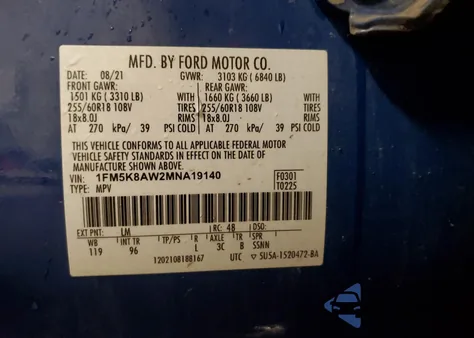 MFD. BY FORD MOTOR CO.
DATE: 08/21 GVWR: 3103 KG ( 6840 LB)
FRONT GAWR: REAR GAWR:
1501 KG ( 3310 LB) 1660 KG ( 3660 LB)
255/60R18 108V TIRES 255/60R18 108V TIRES
18x8.0J RIMS 18x8.0J RIMS
AT 270 kPa/ 39 PSI COLD AT 270 kPa/ 39 PSI COLD
THIS VEHICLE CONFORMS TO ALL APPLICABLE FEDERAL MOTOR
VEHICLE SAFETY STANDARDS IN EFFECT ON THE DATE OF
MANUFACTURE SHOWN ABOVE.
VIN: 1FM5K8AW2MNA19140 F0301
TYPE: MPV T0225
EXT PNT: LM RC: 48 DSO:
WB INT TR TP/PS R AXLE TR SPR
119 96 L 3C B SSNN
1202108188167 UTC SU5A-1520472-BA